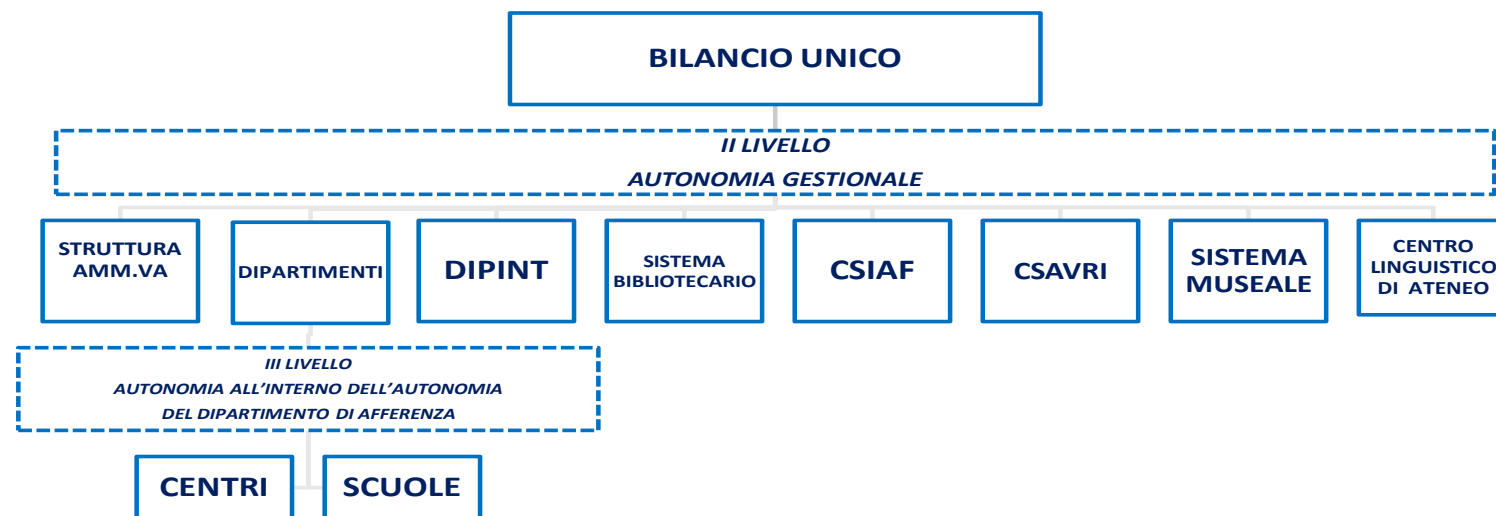 BILANCIO UNICO
II LIVELLO
AUTONOMIA GESTIONALE
STRUTTURA
AMM.VA
DIPARTIMENTI
DIPINT
SISTEMA
BIBLIOTECARIO
CSIAF
CSAVRI
SISTEMA
MUSEALE
CENTRO
LINGUISTICO
DI ATENEO
III LIVELLO
AUTONOMIA ALL'INTERNO DELL'AUTONOMIA
DEL DIPARTIMENTO DI AFFERENZA
CENTRI
SCUOLE